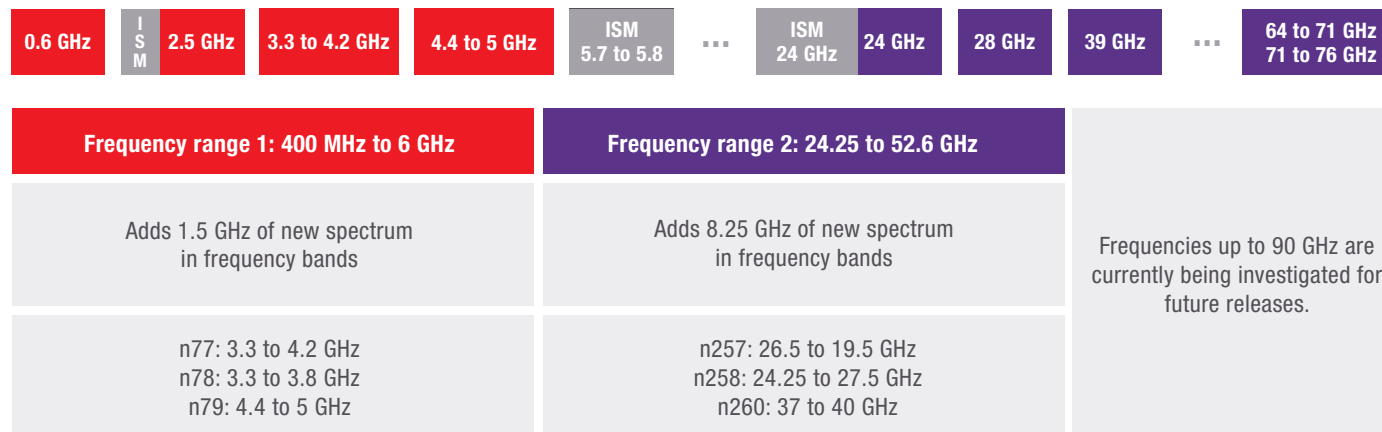 0.6 GHz
ISM
2.5 GHz
3.3 to 4.2 GHz
4.4 to 5 GHz
ISM
5.7 to 5.8
...
ISM
24 GHz
24 GHz
28 GHz
39 GHz
...
64 to 71 GHz
71 to 76 GHz
Frequency range 1: 400 MHz to 6 GHz
Frequency range 2: 24.25 to 52.6 GHz
Adds 1.5 GHz of new spectrum
in frequency bands
Adds 8.25 GHz of new spectrum
in frequency bands
Frequencies up to 90 GHz are
currently being investigated for
future releases.
n77: 3.3 to 4.2 GHz
n78: 3.3 to 3.8 GHz
n79: 4.4 to 5 GHz
n257: 26.5 to 19.5 GHz
n258: 24.25 to 27.5 GHz
n260: 37 to 40 GHz